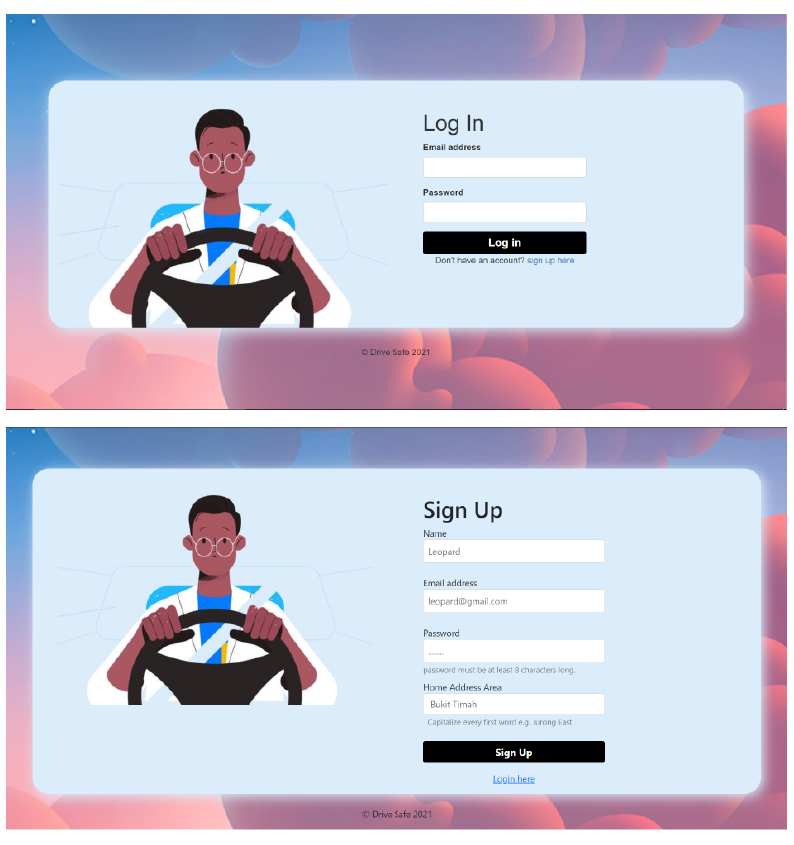 Log In
Email address
Password
Log in
Don't have an account? sign up here
© Drive Safe 2021
Sign Up
Name
Leopard
Email address
leopard@gmail.com
Password
......
password must be at least 8 characters long.
Home Address Area
Bukit Timah
Capitalize every first word e.g. Jurong East
Sign Up
Login here
© Drive Safe 2021